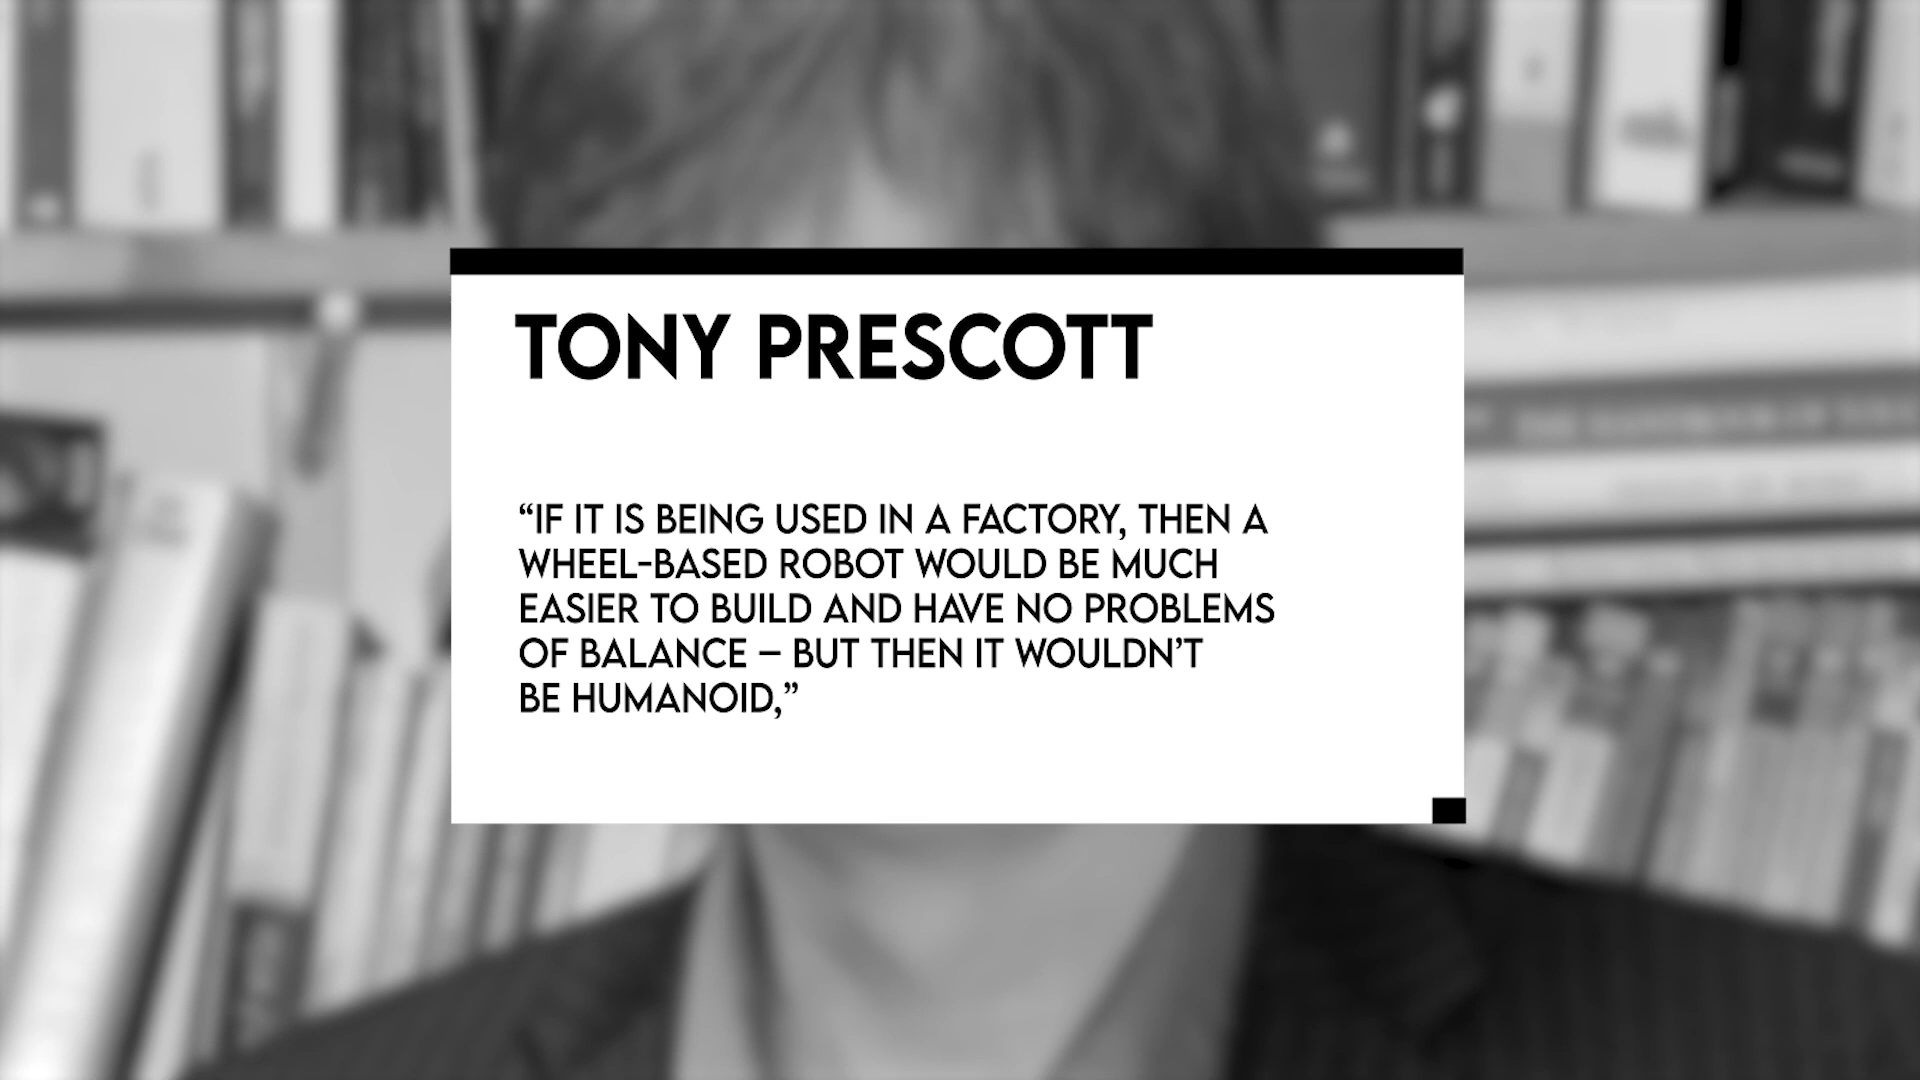 TONY PRESCOTT
“IF IT IS BEING USED IN A FACTORY, THEN A
WHEEL-BASED ROBOT WOULD BE MUCH
EASIER TO BUILD AND HAVE NO PROBLEMS
OF BALANCE – BUT THEN IT WOULDN’T
BE HUMANOID,”